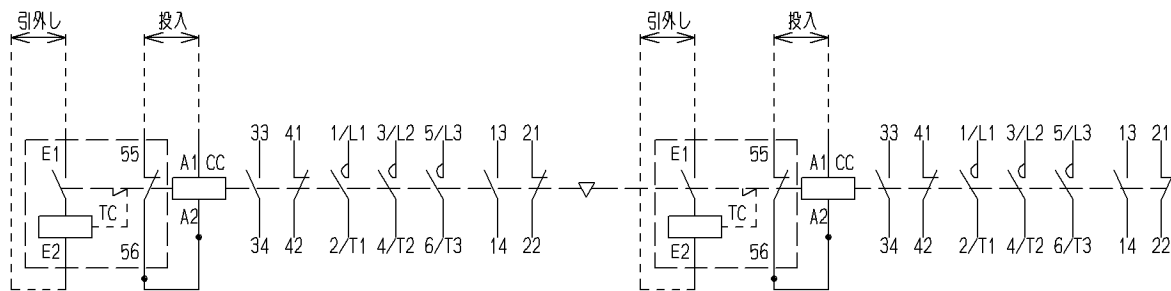 引外し 投入 引外し 投入
33 41 1/L1 3/L2 5/L3 13 21 33 41 1/L1 3/L2 5/L3 13 21
E1 55 A1 CC E1 55 A1 CC
TC A2 TC A2
E2 56 34 42 2/T1 4/T2 6/T3 14 22 E2 56 34 42 2/T1 4/T2 6/T3 14 22